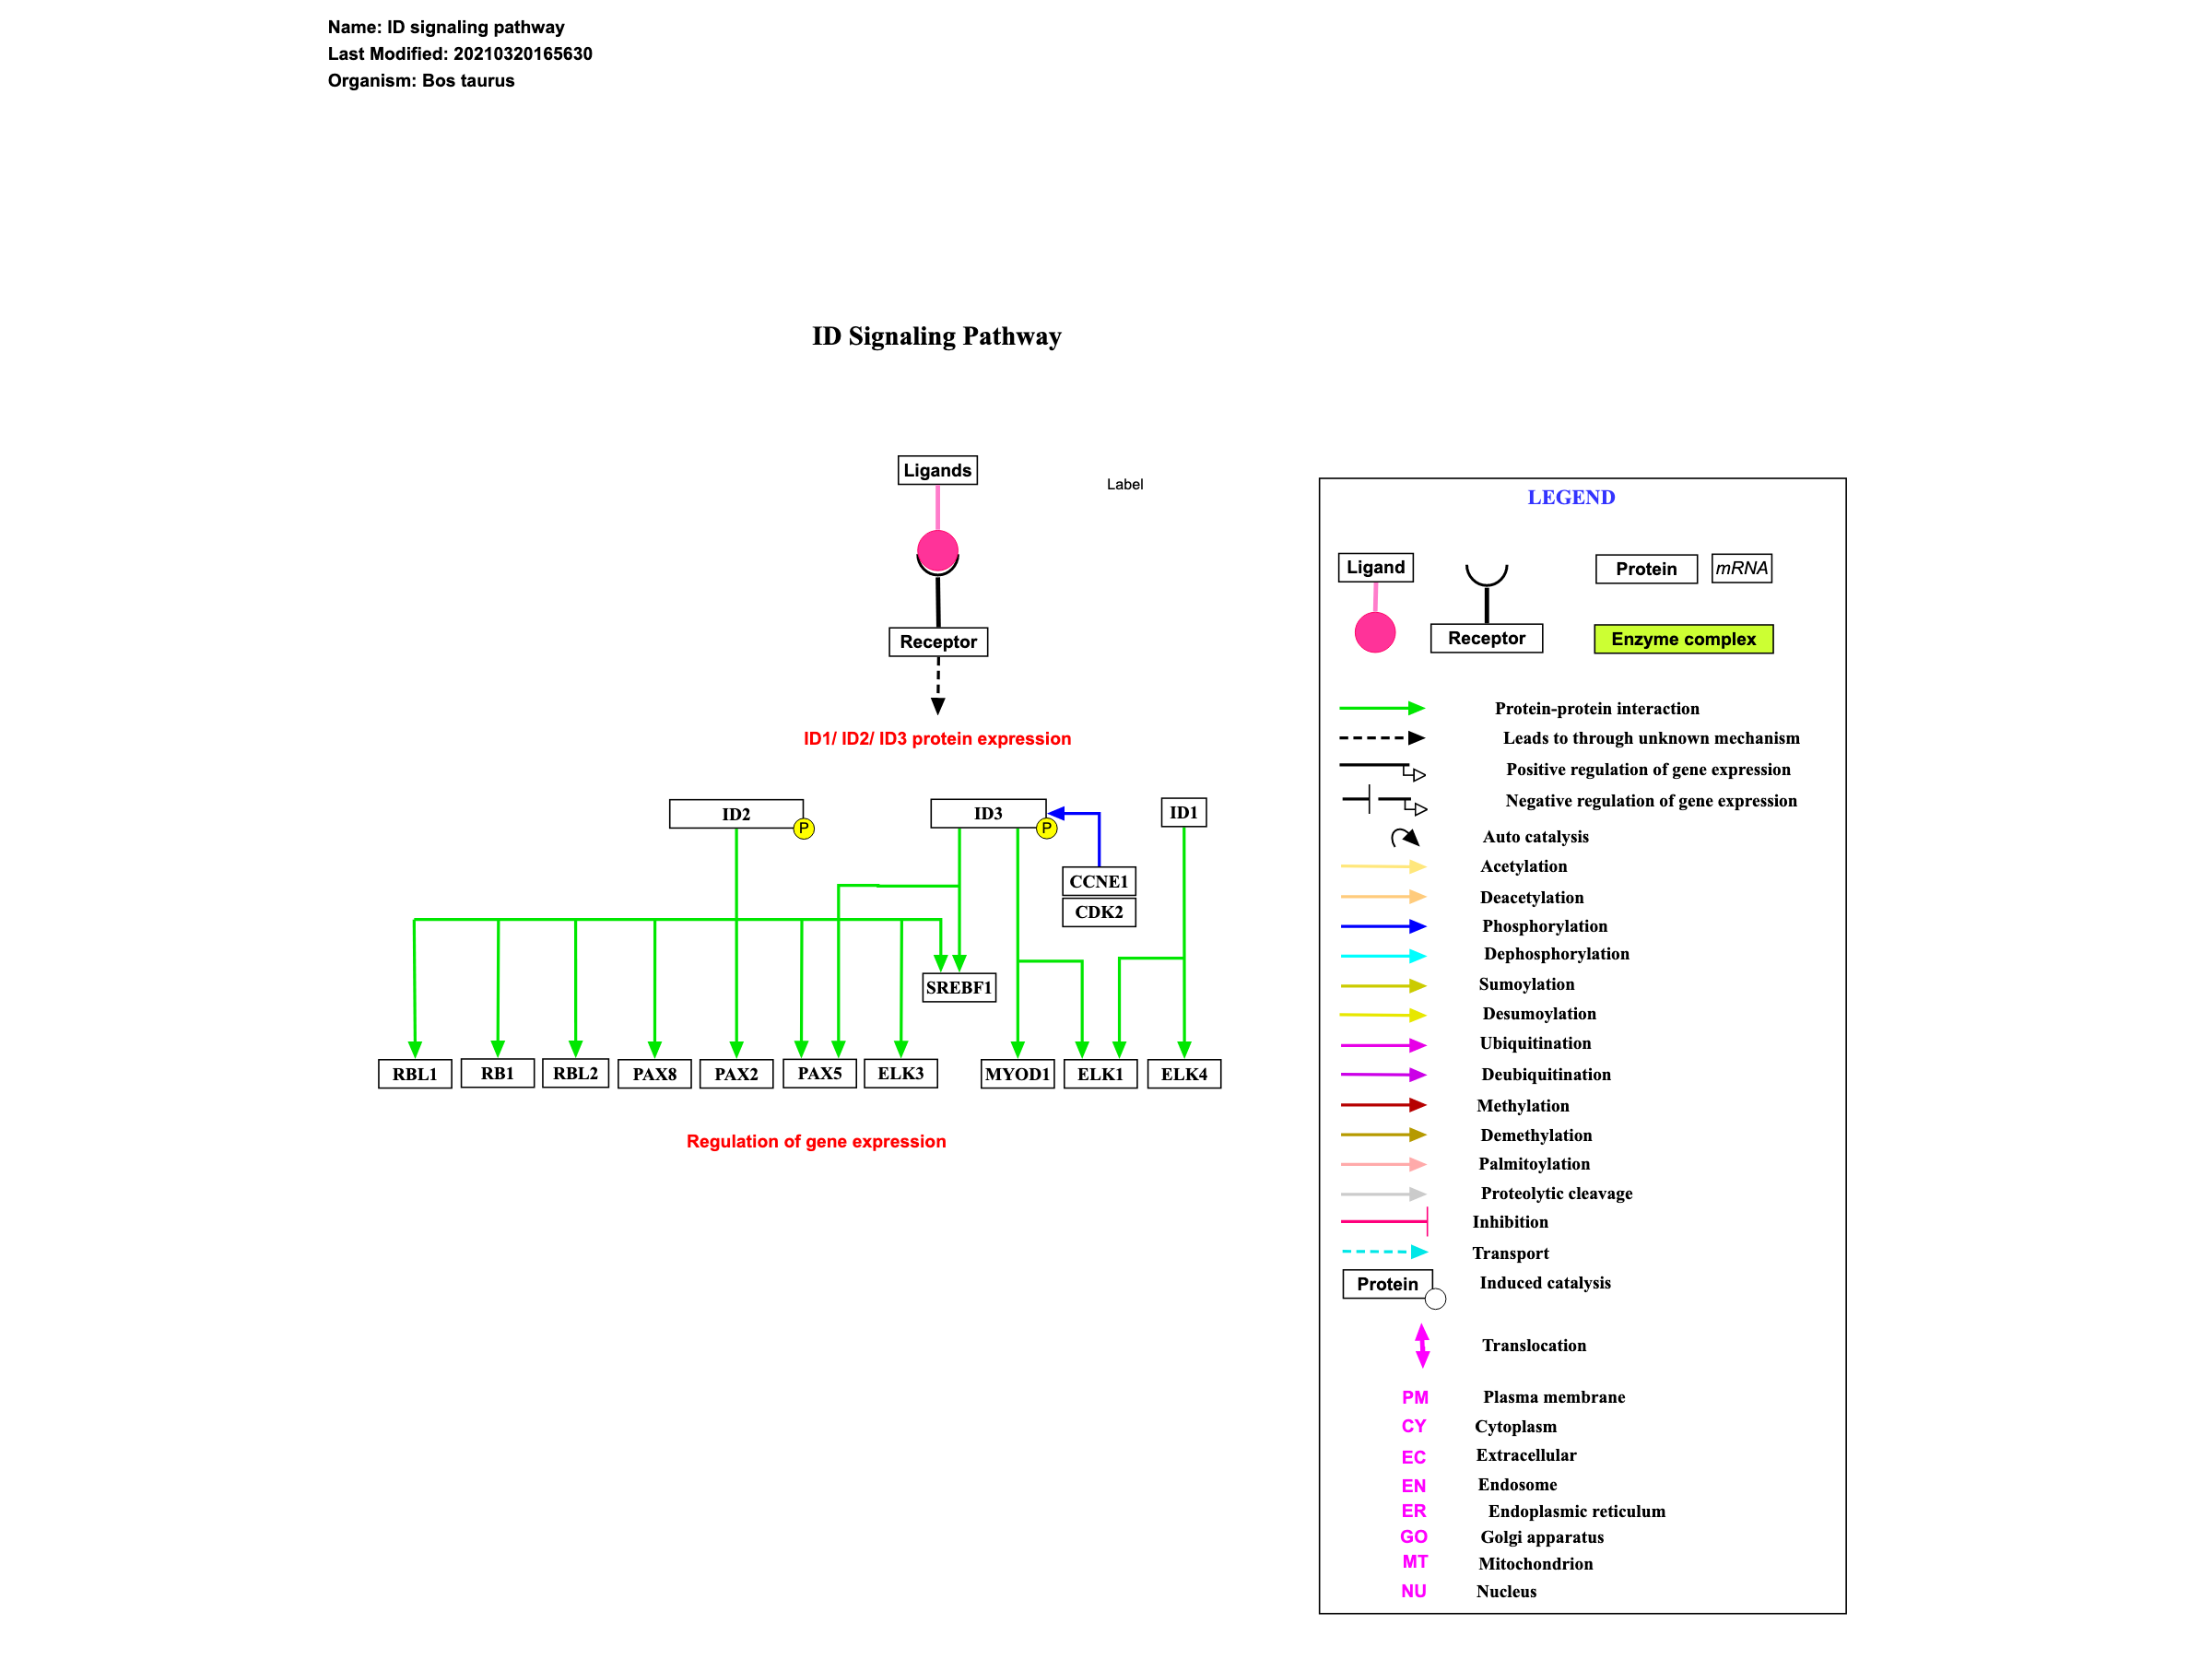 Name: ID signaling pathway
Last Modified: 20210320165630
Organism: Bos taurus
ID Signaling Pathway
Ligands
Label
Receptor
ID1/ ID2/ ID3 protein expression
ID2
P
ID3
P
ID1
CCNE1
CDK2
SREBF1
RBL1
RB1
RBL2
PAX8
PAX2
PAX5
ELK3
MYOD1
ELK1
ELK4
Regulation of gene expression
LEGEND
Ligand
Protein
mRNA
Receptor
Enzyme complex
Protein-protein interaction
Leads to through unknown mechanism
Positive regulation of gene expression
Negative regulation of gene expression
Auto catalysis
Acetylation
Deacetylation
Phosphorylation
Dephosphorylation
Sumoylation
Desumoylation
Ubiquitination
Deubiquitination
Methylation
Demethylation
Palmitoylation
Proteolytic cleavage
Inhibition
Transport
Protein Induced catalysis
Translocation
PM Plasma membrane
CY Cytoplasm
EC Extracellular
EN Endosome
ER Endoplasmic reticulum
GO Golgi apparatus
MT Mitochondrion
NU Nucleus